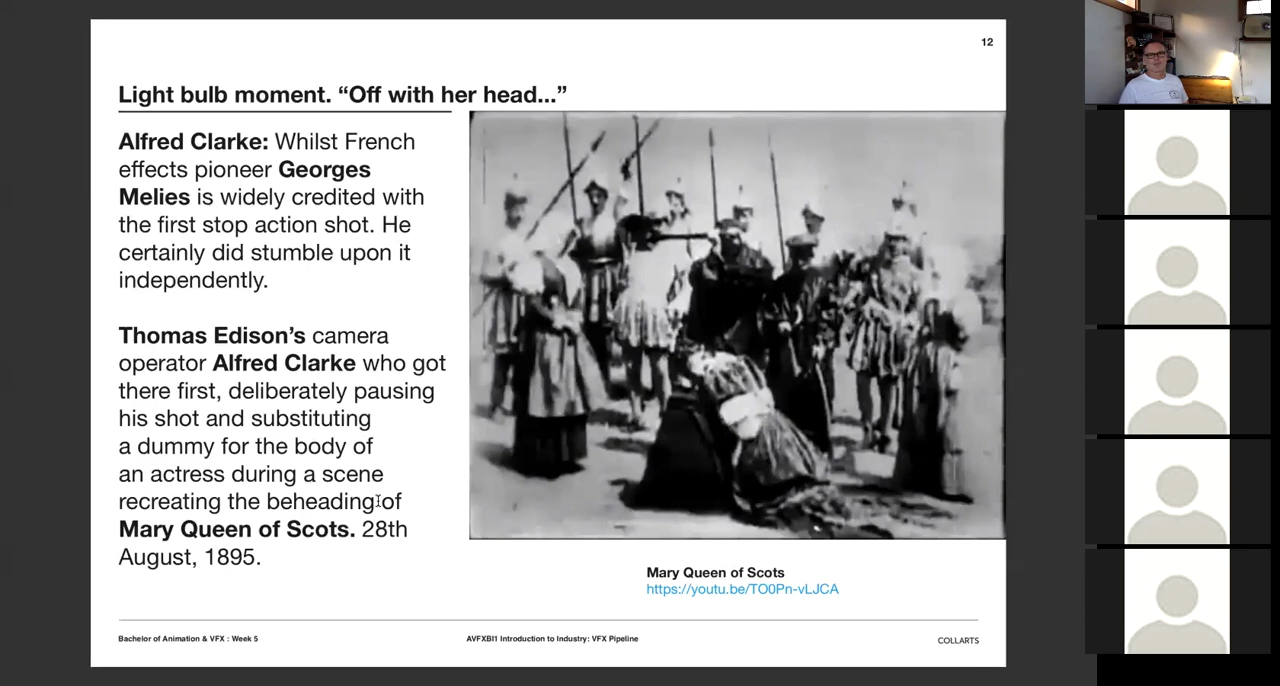 12
Light bulb moment. “Off with her head...”
Alfred Clarke: Whilst French
effects pioneer Georges
Melies is widely credited with
the first stop action shot. He
certainly did stumble upon it
independently.
Thomas Edison’s camera
operator Alfred Clarke who got
there first, deliberately pausing
his shot and substituting
a dummy for the body of
an actress during a scene
recreating the beheading of
Mary Queen of Scots. 28th
August, 1895.
Mary Queen of Scots
https://youtu.be/TO0Pn-vLJCA
Bachelor of Animation & VFX : Week 5
AVFXBI1 Introduction to Industry: VFX Pipeline
COLLARTS